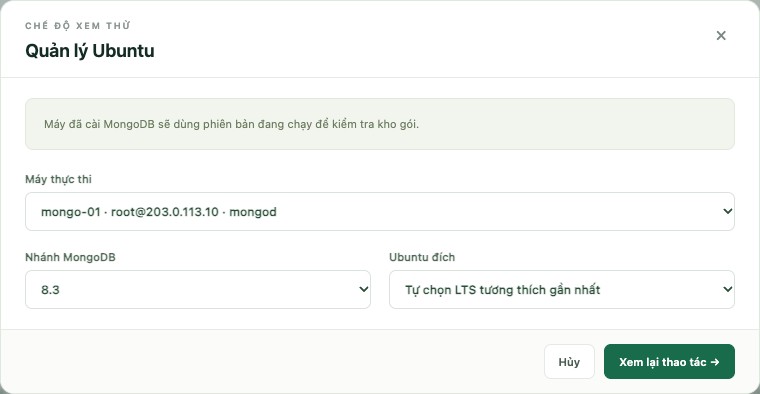 CHẾ ĐỘ XEM THỬ
Quản lý Ubuntu
Máy đã cài MongoDB sẽ dùng phiên bản đang chạy để kiểm tra kho gói.
Máy thực thi
mongo-01 · root@203.0.113.10 · mongod
Nhánh MongoDB
Ubuntu đích
8.3
Tự chọn LTS tương thích gần nhất
Hủy
Xem lại thao tác →